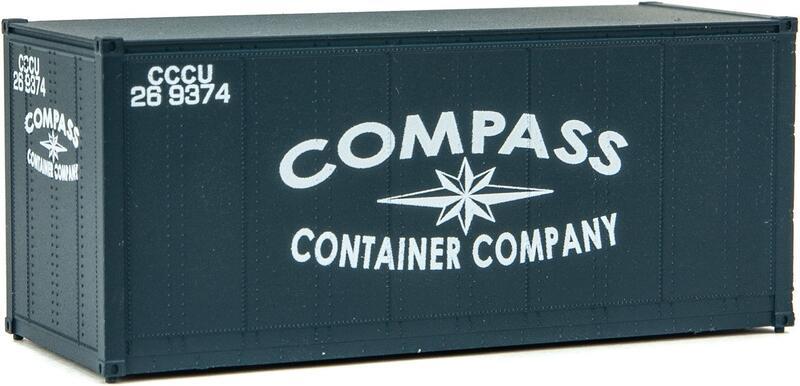 CCCU
26 9374
COMPASS
CONTAINER COMPANY
CCCU
26 9374
COMPASS
CONTAINER COMPANY